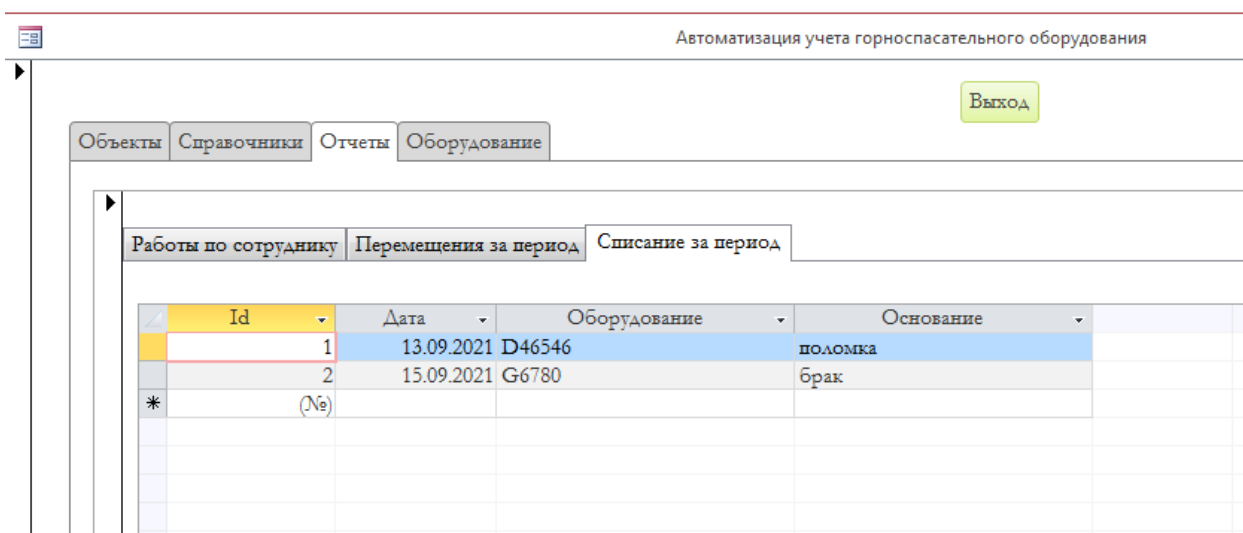 Автоматизация учета горноспасательного оборудования
Выход
Объекты Справочники Отчеты Оборудование
Работы по сотруднику Перемещения за период Списание за период
Id Дата Оборудование Основание
1 13.09.2021 D46546 поломка
2 15.09.2021 G6780 брак
(№)